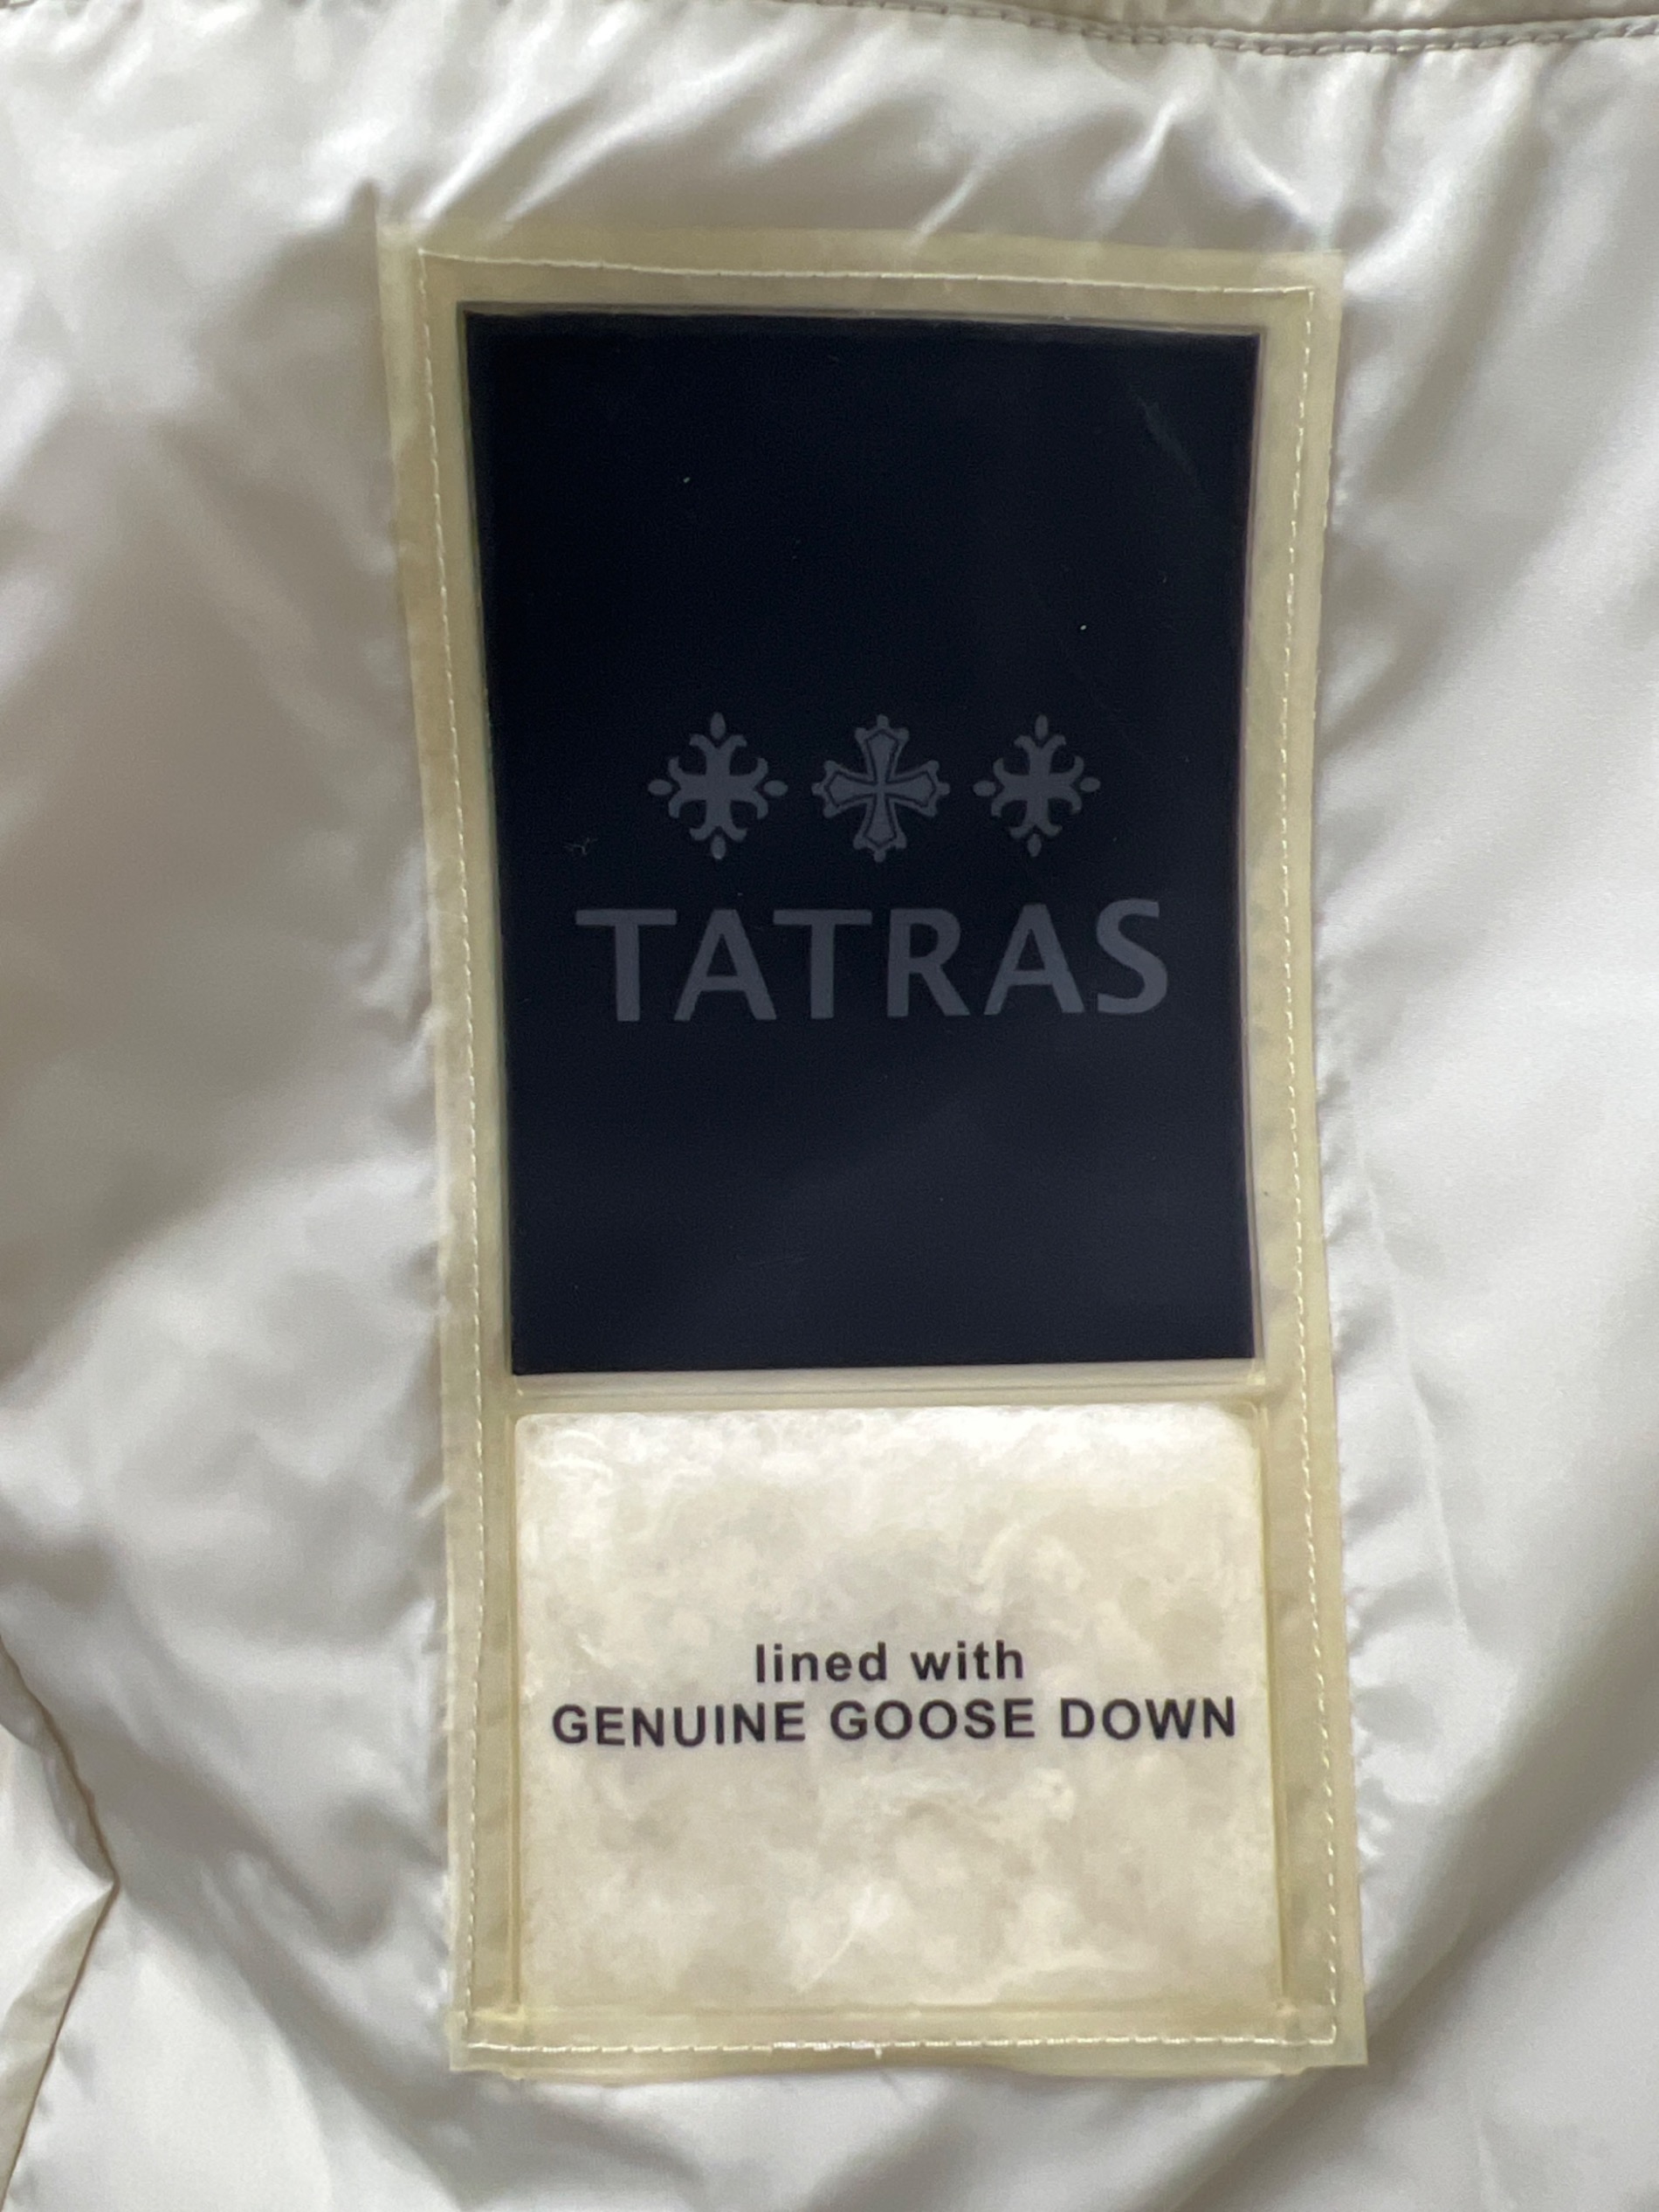 TATRAS
lined with
GENUINE GOOSE DOWN